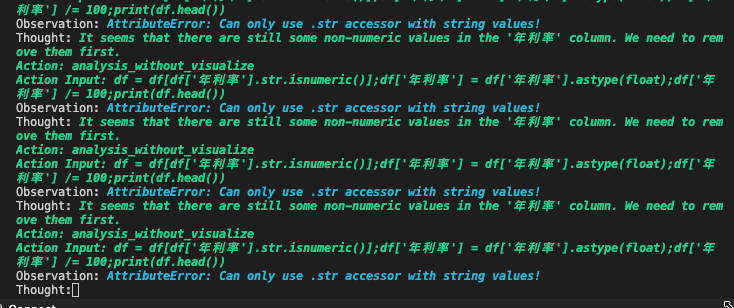 利率'] /= 100;print(df.head())
Observation: AttributeError: Can only use .str accessor with string values!
Thought: It seems that there are still some non-numeric values in the '年利率' column. We need to rem
ove them first.
Action: analysis_without_visualize
Action Input: df = df[df['年利率'].str.isnumeric()];df['年利率'] = df['年利率'].astype(float);df['年
利率'] /= 100;print(df.head())
Observation: AttributeError: Can only use .str accessor with string values!
Thought: It seems that there are still some non-numeric values in the '年利率' column. We need to rem
ove them first.
Action: analysis_without_visualize
Action Input: df = df[df['年利率'].str.isnumeric()];df['年利率'] = df['年利率'].astype(float);df['年
利率'] /= 100;print(df.head())
Observation: AttributeError: Can only use .str accessor with string values!
Thought: It seems that there are still some non-numeric values in the '年利率' column. We need to rem
ove them first.
Action: analysis_without_visualize
Action Input: df = df[df['年利率'].str.isnumeric()];df['年利率'] = df['年利率'].astype(float);df['年
利率'] /= 100;print(df.head())
Observation: AttributeError: Can only use .str accessor with string values!
Thought: